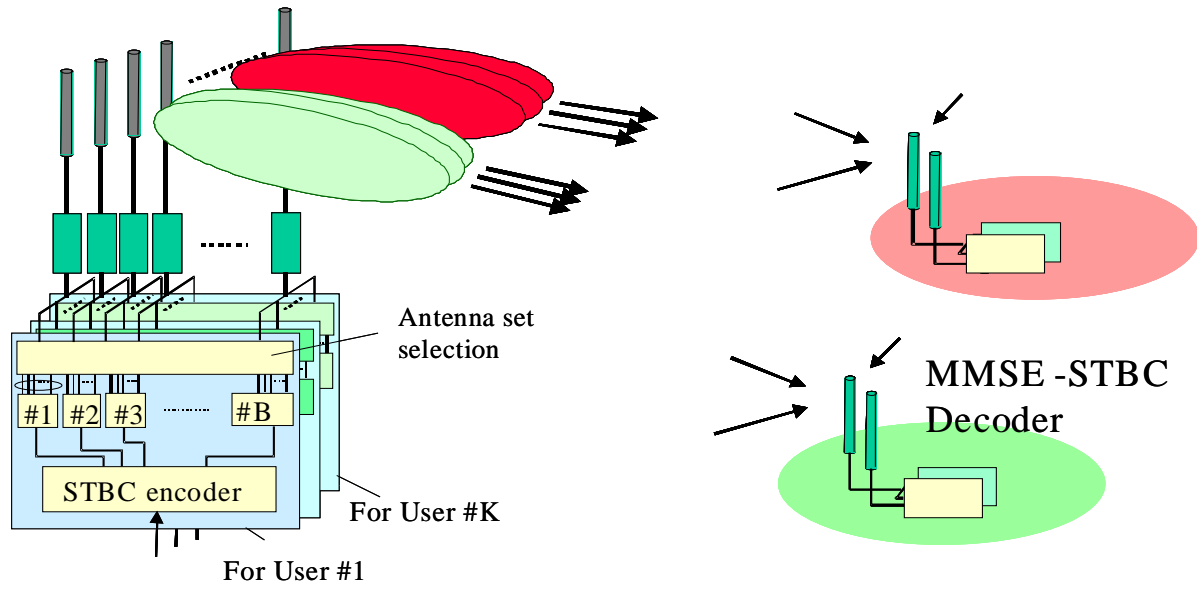 Antenna set
selection
#1 #2 #3 #B
STBC encoder
For User #K
For User #1
MMSE -STBC
Decoder